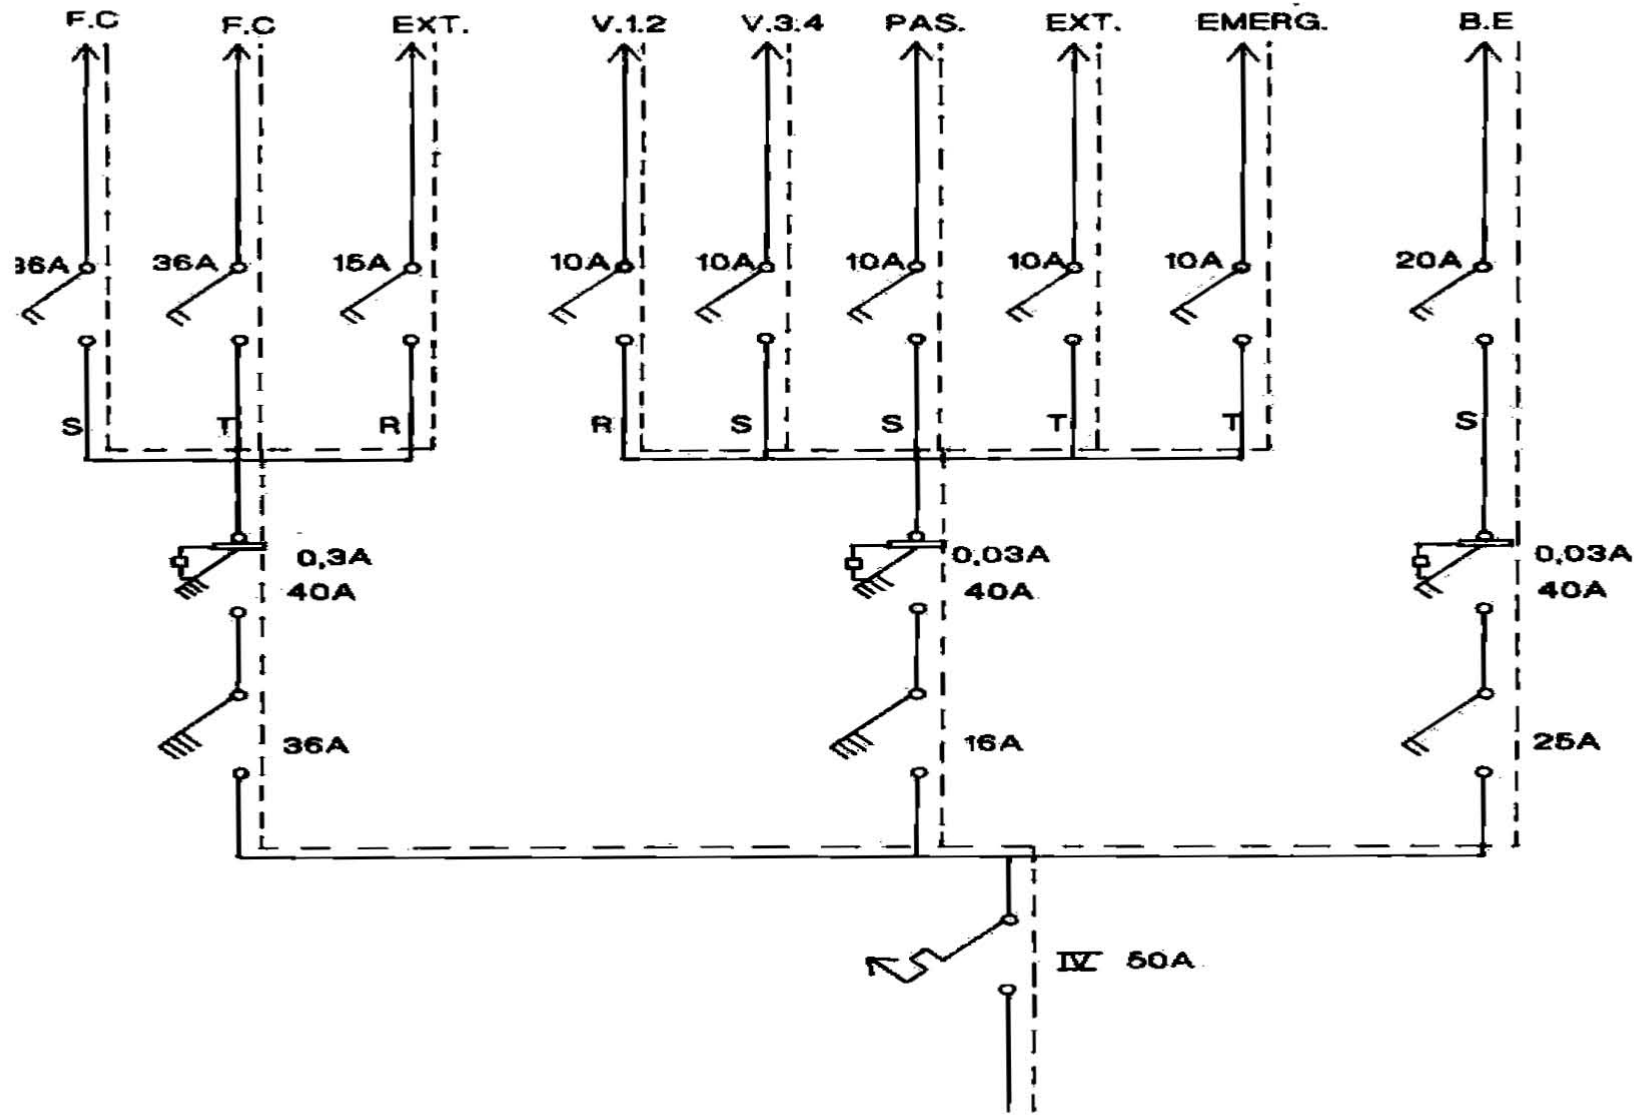 F.C F.C EXT. V.1.2 V.3.4 PAS. EXT. EMERG. B.E
36A 36A 15A 10A 10A 10A 10A 10A 20A
S T R R S S T T S
0,3A 0,03A 0,03A
40A 40A 40A
36A 16A 25A
IV 50A